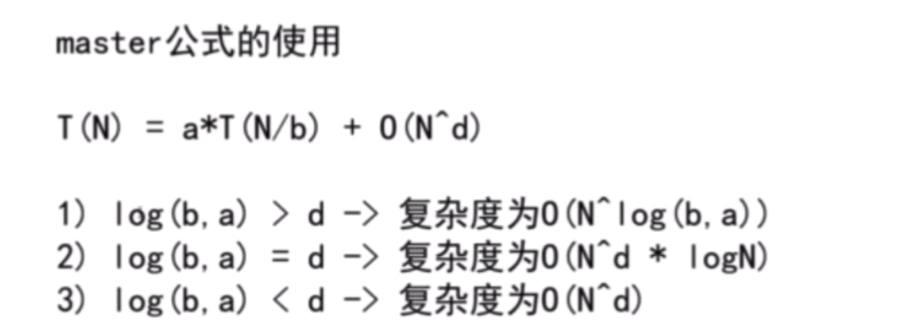 master公式的使用
T(N) = a*T(N/b) + O(N^d)
1) log(b,a) > d -> 复杂度为O(N^log(b,a))
2) log(b,a) = d -> 复杂度为O(N^d * logN)
3) log(b,a) < d -> 复杂度为O(N^d)